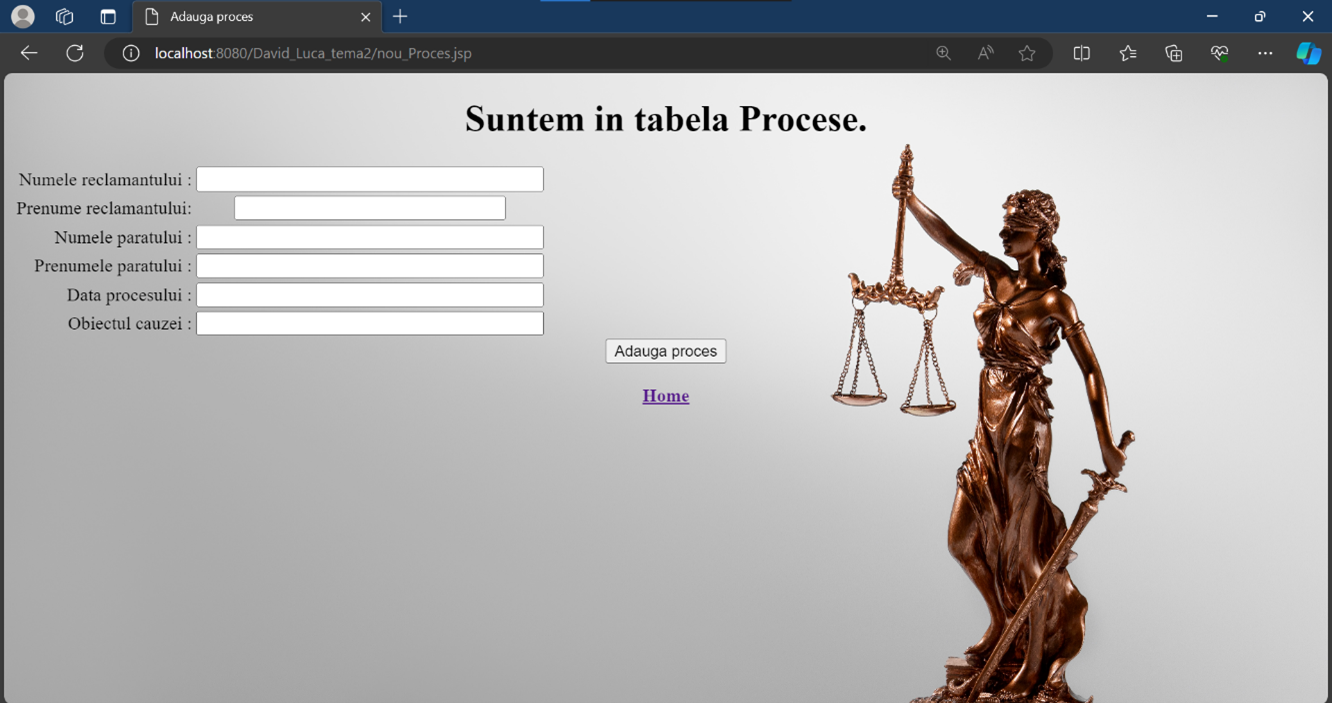 Adauga proces
localhost:8080/David_Luca_tema2/nou_Proces.jsp
Suntem in tabela Procese.
Numele reclamantului :
Prenume reclamantului:
Numele paratului :
Prenumele paratului :
Data procesului :
Obiectul cauzei :
Adauga proces
Home